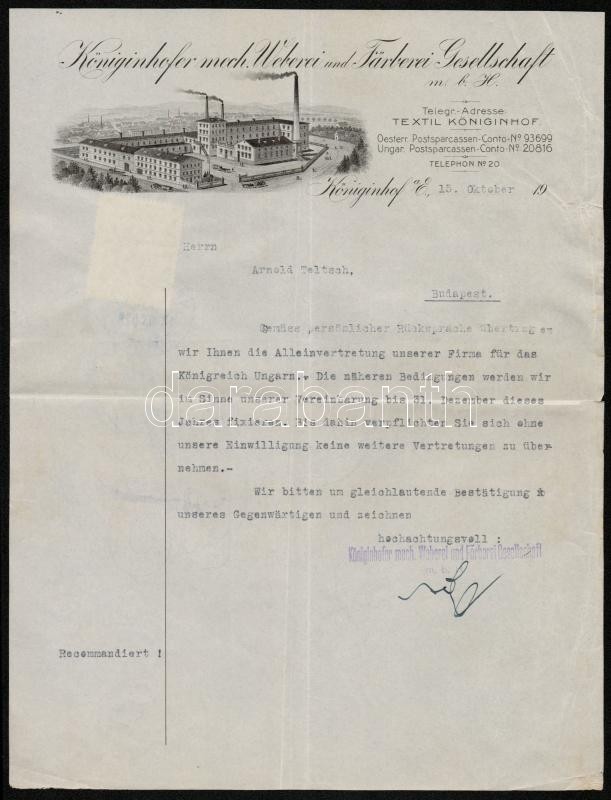 Königinhofer mech. Weberei und Färberei Gesellschaft
m. b. H.
Telegr.-Adresse:
TEXTIL KÖNIGINHOF.
Oesterr. Postsparcassen-Conto-No 93699
Ungar. Postsparcassen-Conto-No 20816
TELEPHON No 20
Königinhof a/E., 15. Oktober 19
Herrn
Arnold Teltsch,
Budapest.
Gemäss persönlicher Rücksprache übertragen
wir Ihnen die Alleinvertretung unserer Firma für das
Königreich Ungarn.- Die näheren Bedingungen werden wir
im Sinne unserer Vereinbarung bis 31. Dezember dieses
Jahres fixieren. Bis dahin verpflichten Sie sich ohne
unsere Einwilligung keine weitere Vertretungen zu über-
nehmen.-
Wir bitten um gleichlautende Bestätigung
unseres Gegenwärtigen und zeichnen
hochachtungsvoll :
Königinhofer mech. Weberei und Färberei Gesellschaft
m. b.
Recommandiert !
darabanth.com